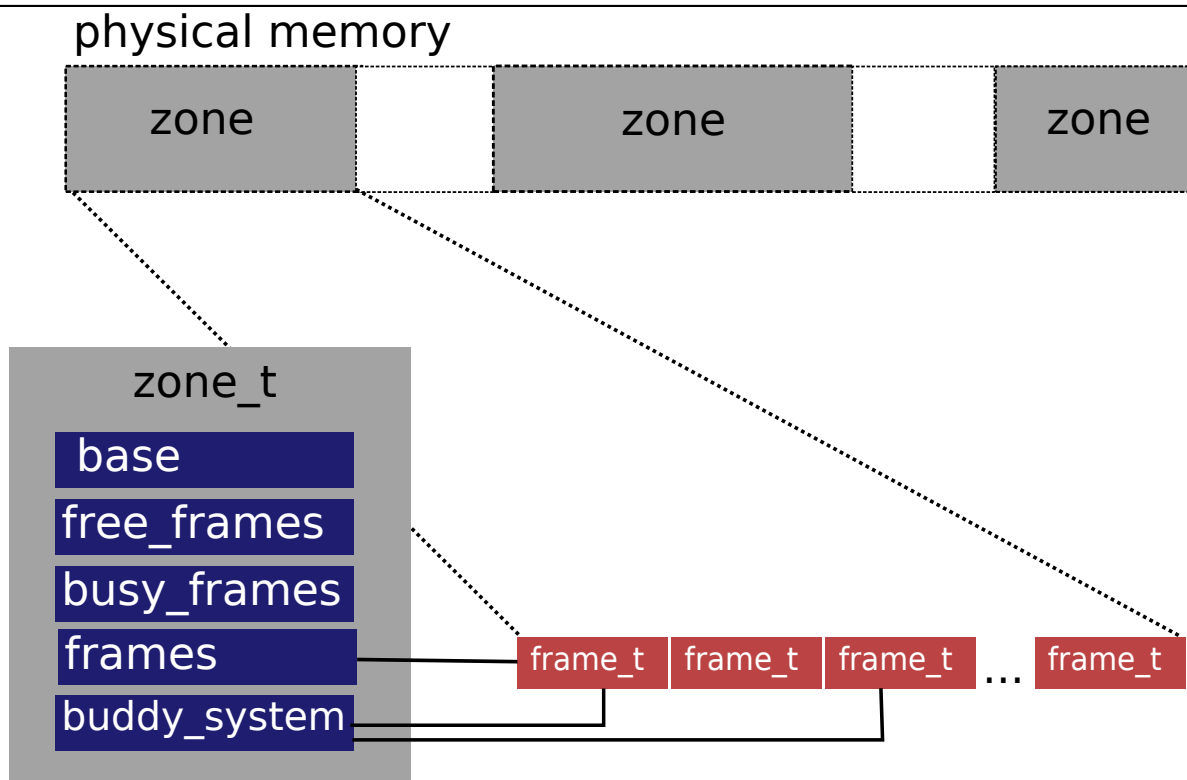 physical memory
zone zone zone
zone_t
base
free_frames
busy_frames
frames
frame_t frame_t frame_t ... frame_t
buddy_system